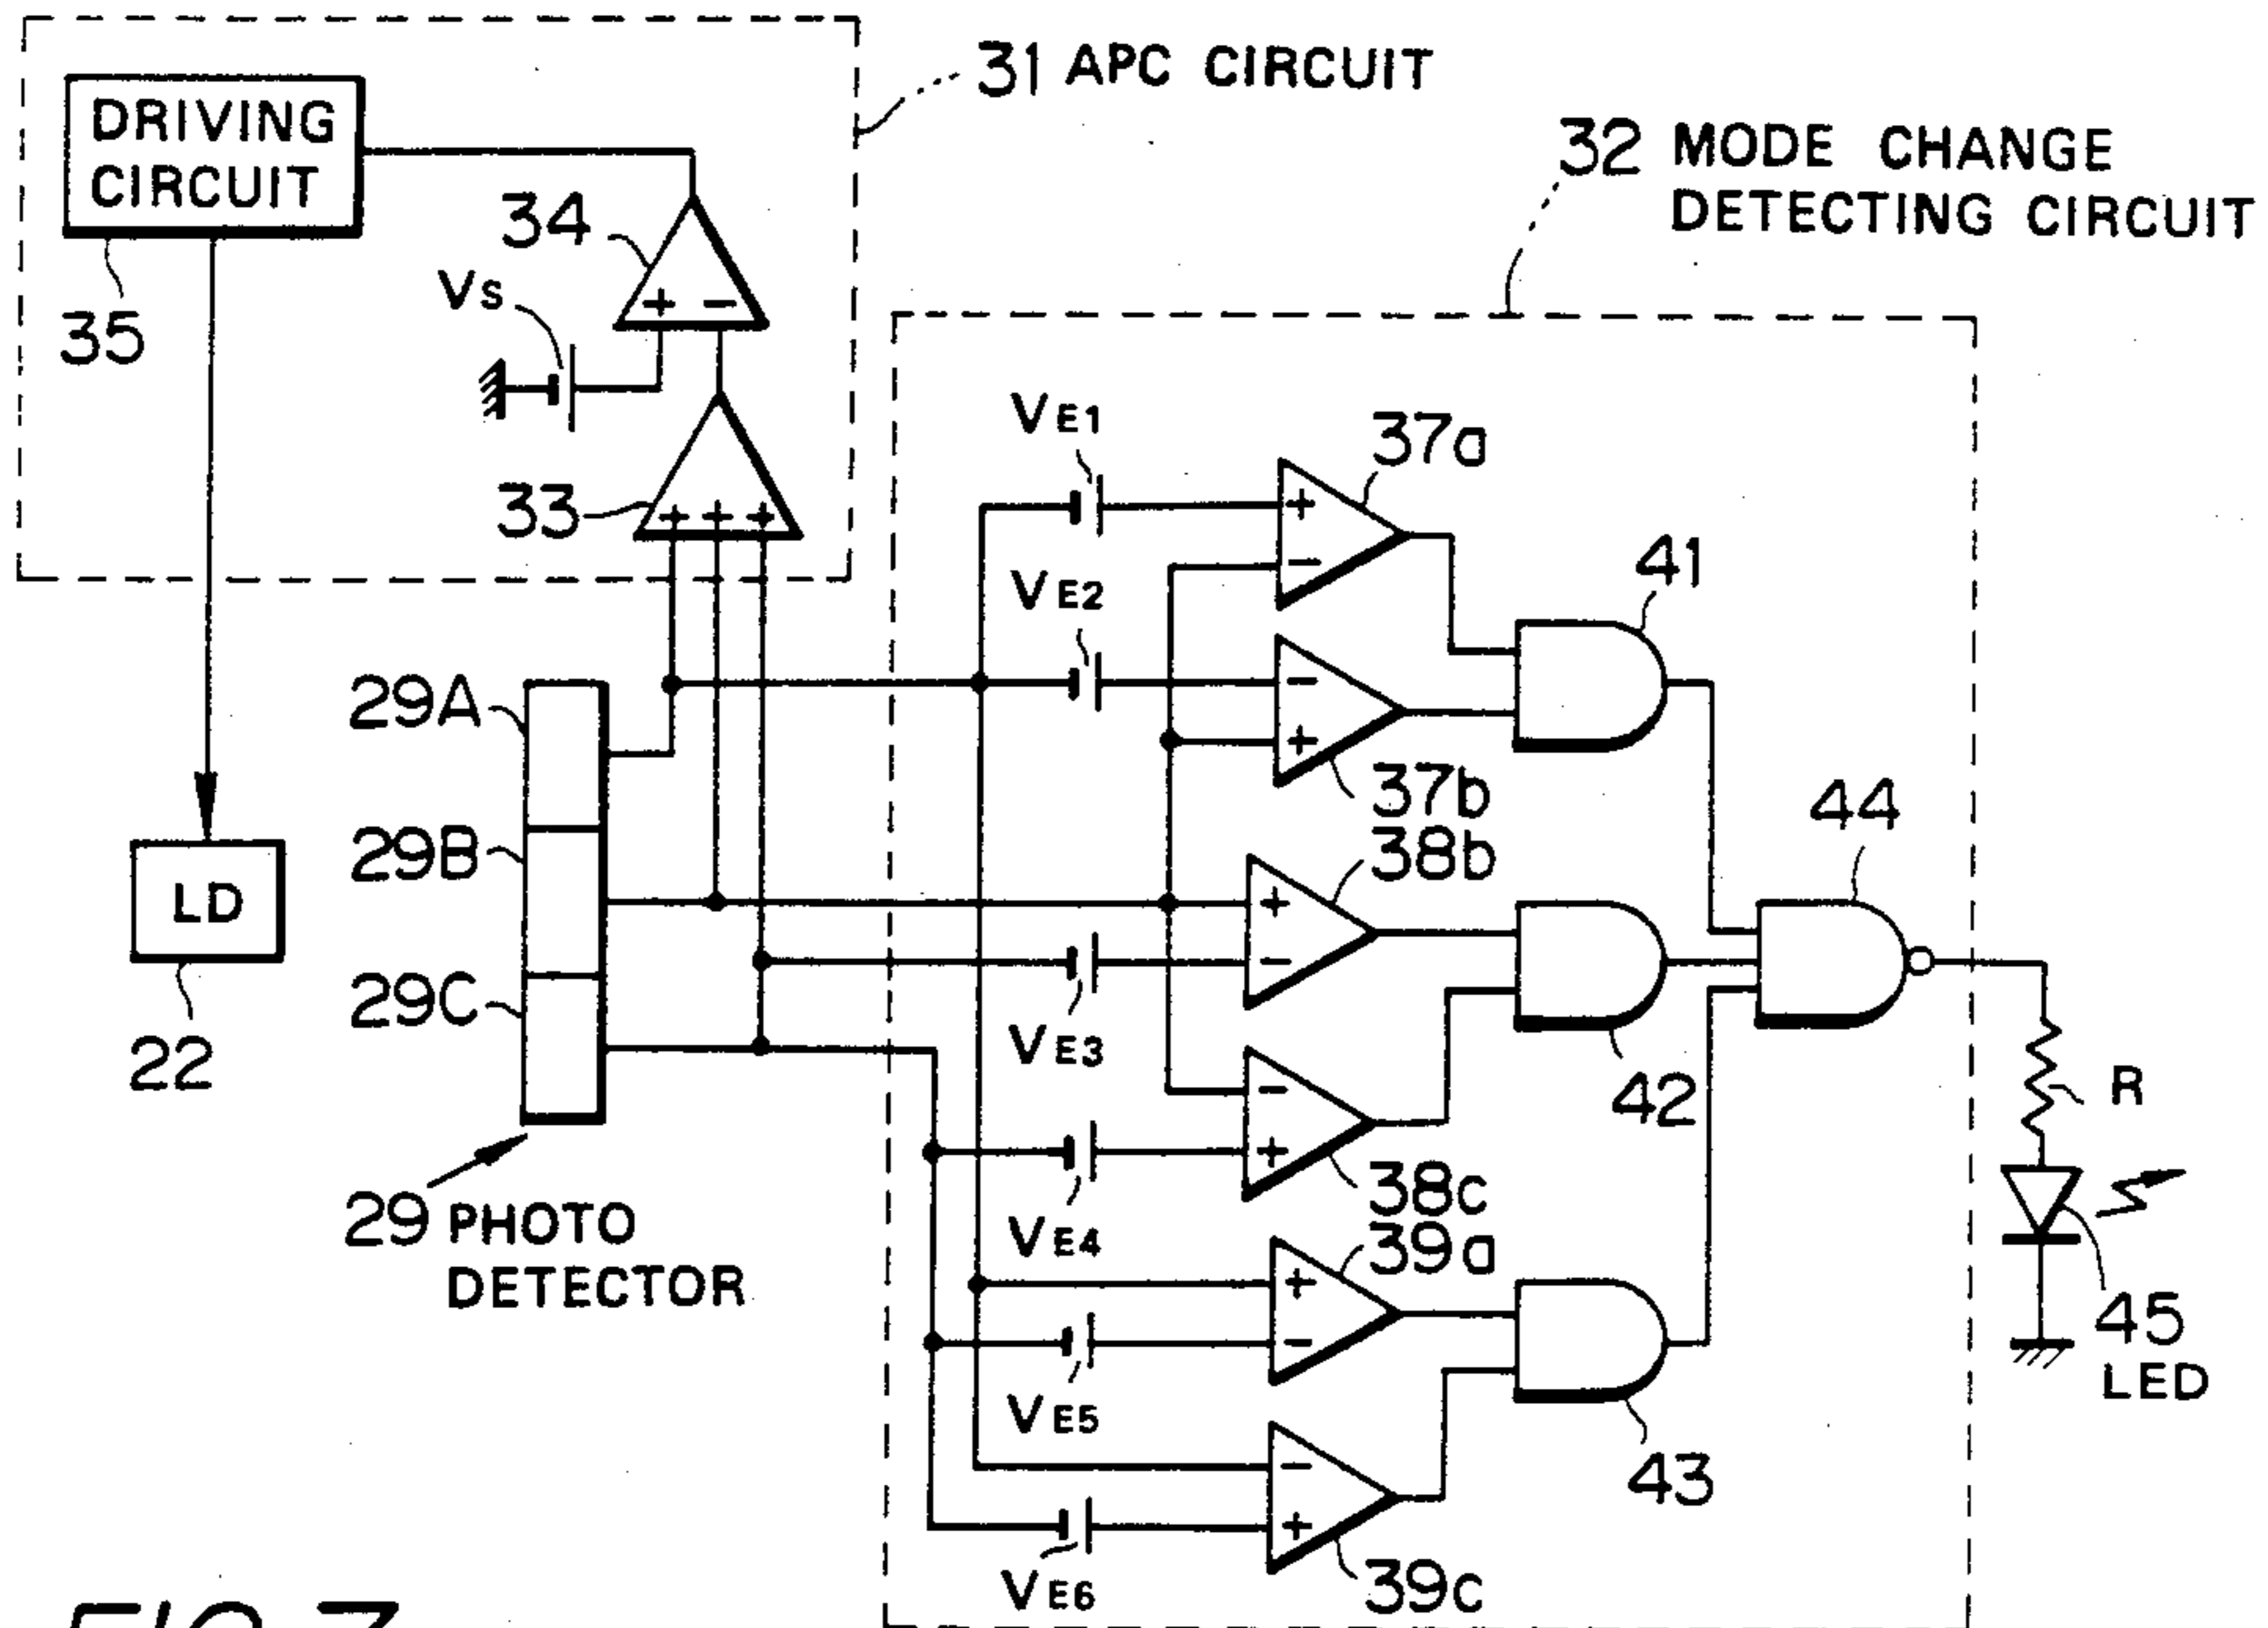 31 APC CIRCUIT
DRIVING
CIRCUIT
32 MODE CHANGE
DETECTING CIRCUIT
34
+ −
VS
35
33
+ + +
VE1
37a
+
−
VE2
41
29A
−
+
37b
29B
38b
44
LD
+
−
29C
VE3
22
42
R
−
+
VE4
38c
29 PHOTO
DETECTOR
39a
+
−
45
LED
VE5
43
−
+
VE6
39c